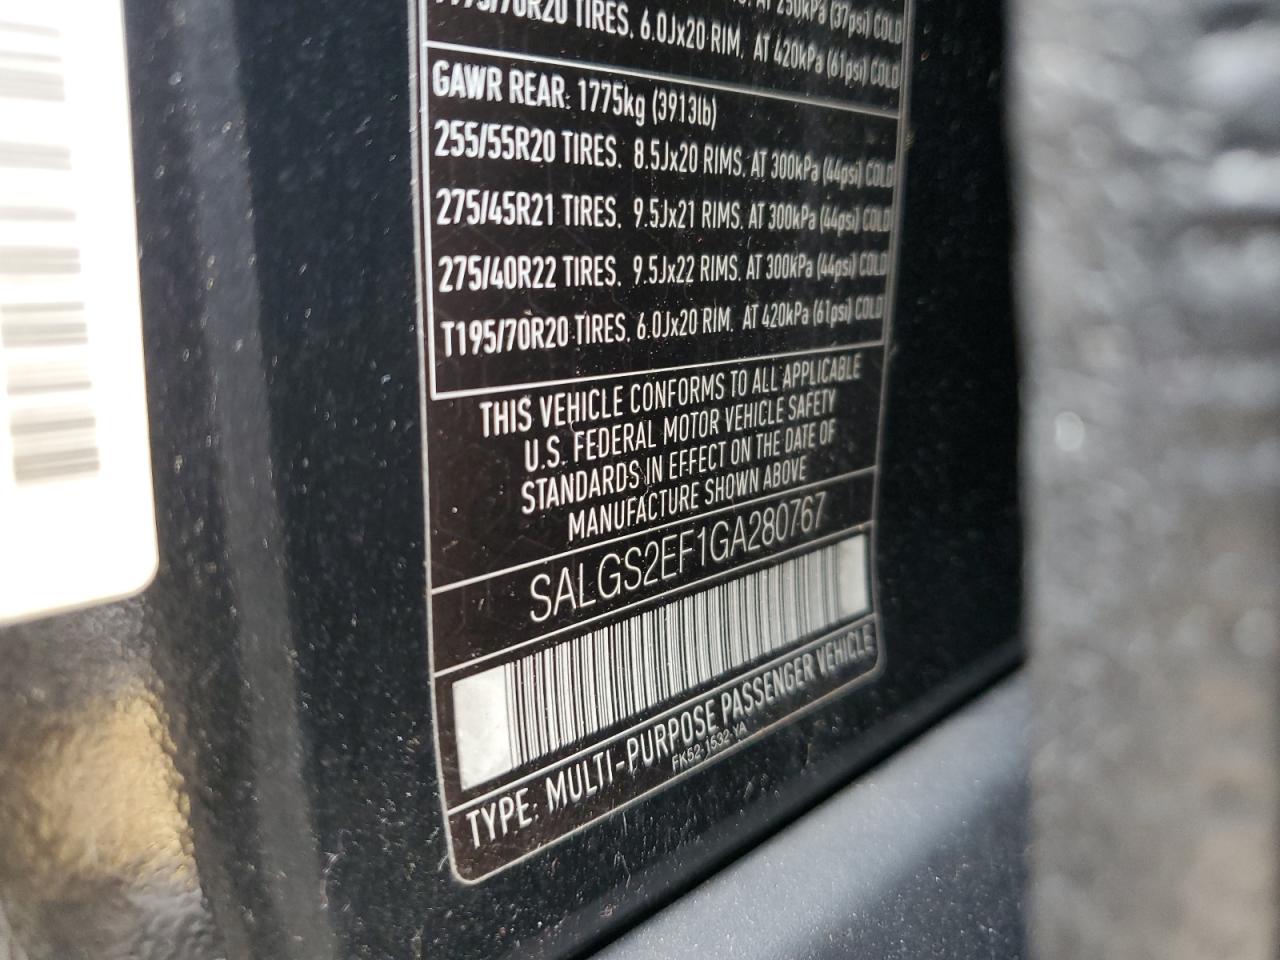 TIRES, 6.0Jx20 RIM, AT 420kPa (61psi) COLD
GAWR REAR: 1775kg (3913lb)
255/55R20 TIRES, 8.5Jx20 RIMS, AT 300kPa (44psi) COLD
275/45R21 TIRES, 9.5Jx21 RIMS, AT 300kPa (44psi) COLD
275/40R22 TIRES, 9.5Jx22 RIMS, AT 300kPa (44psi) COLD
T195/70R20 TIRES, 6.0Jx20 RIM, AT 420kPa (61psi) COLD
THIS VEHICLE CONFORMS TO ALL APPLICABLE
U.S. FEDERAL MOTOR VEHICLE SAFETY
STANDARDS IN EFFECT ON THE DATE OF
MANUFACTURE SHOWN ABOVE
SALGS2EF1GA280767
TYPE: MULTI-PURPOSE PASSENGER VEHICLE
FK52-1532-YA